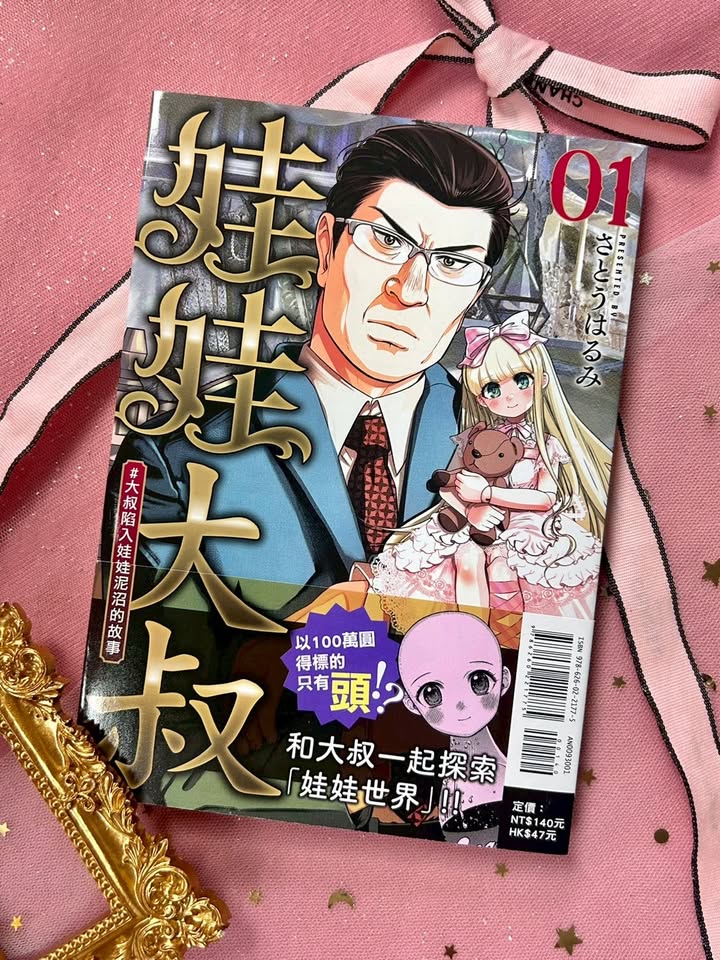 娃娃大叔
#大叔陷入娃娃泥沼的故事
01
PRESENTED BY
さとうはるみ
以100萬圓
得標的
只有頭!?
和大叔一起探索
「娃娃世界」!!
ISBN 978-626-02-2177-5
AN093001
定價：
NT$140元
HK$47元
CHAN